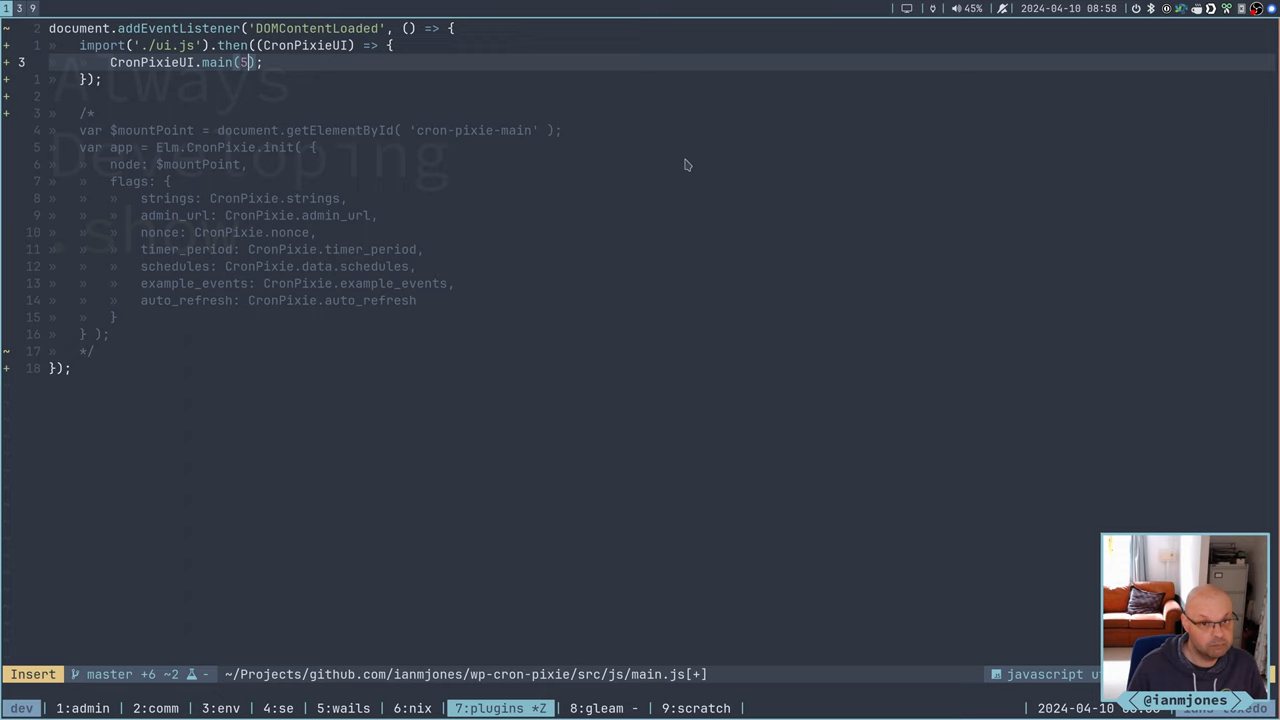 1 3 9 45% 2024-04-10 08:58
~ 2 document.addEventListener('DOMContentLoaded', () => {
+ 1 » import('./ui.js').then((CronPixieUI) => {
+ 3 CronPixieUI.main(5);
+ 1 » });
+ 2
+ 3 » /*
4 » var $mountPoint = document.getElementById( 'cron-pixie-main' );
5 » var app = Elm.CronPixie.init( {
6 » » node: $mountPoint,
7 » » flags: {
8 » » » strings: CronPixie.strings,
9 » » » admin_url: CronPixie.admin_url,
10 » » » nonce: CronPixie.nonce,
11 » » » timer_period: CronPixie.timer_period,
12 » » » schedules: CronPixie.data.schedules,
13 » » » example_events: CronPixie.example_events,
14 » » » auto_refresh: CronPixie.auto_refresh
15 » » }
16 » } );
~ 17 » */
+ 18 });
Always
Developing
.show
Insert master +6 ~2 - ~/Projects/github.com/ianmjones/wp-cron-pixie/src/js/main.js[+] javascript
@ianmjones
dev 1:admin 2:comm 3:env 4:se 5:wails 6:nix 7:plugins *Z 8:gleam - 9:scratch 2024-04-10